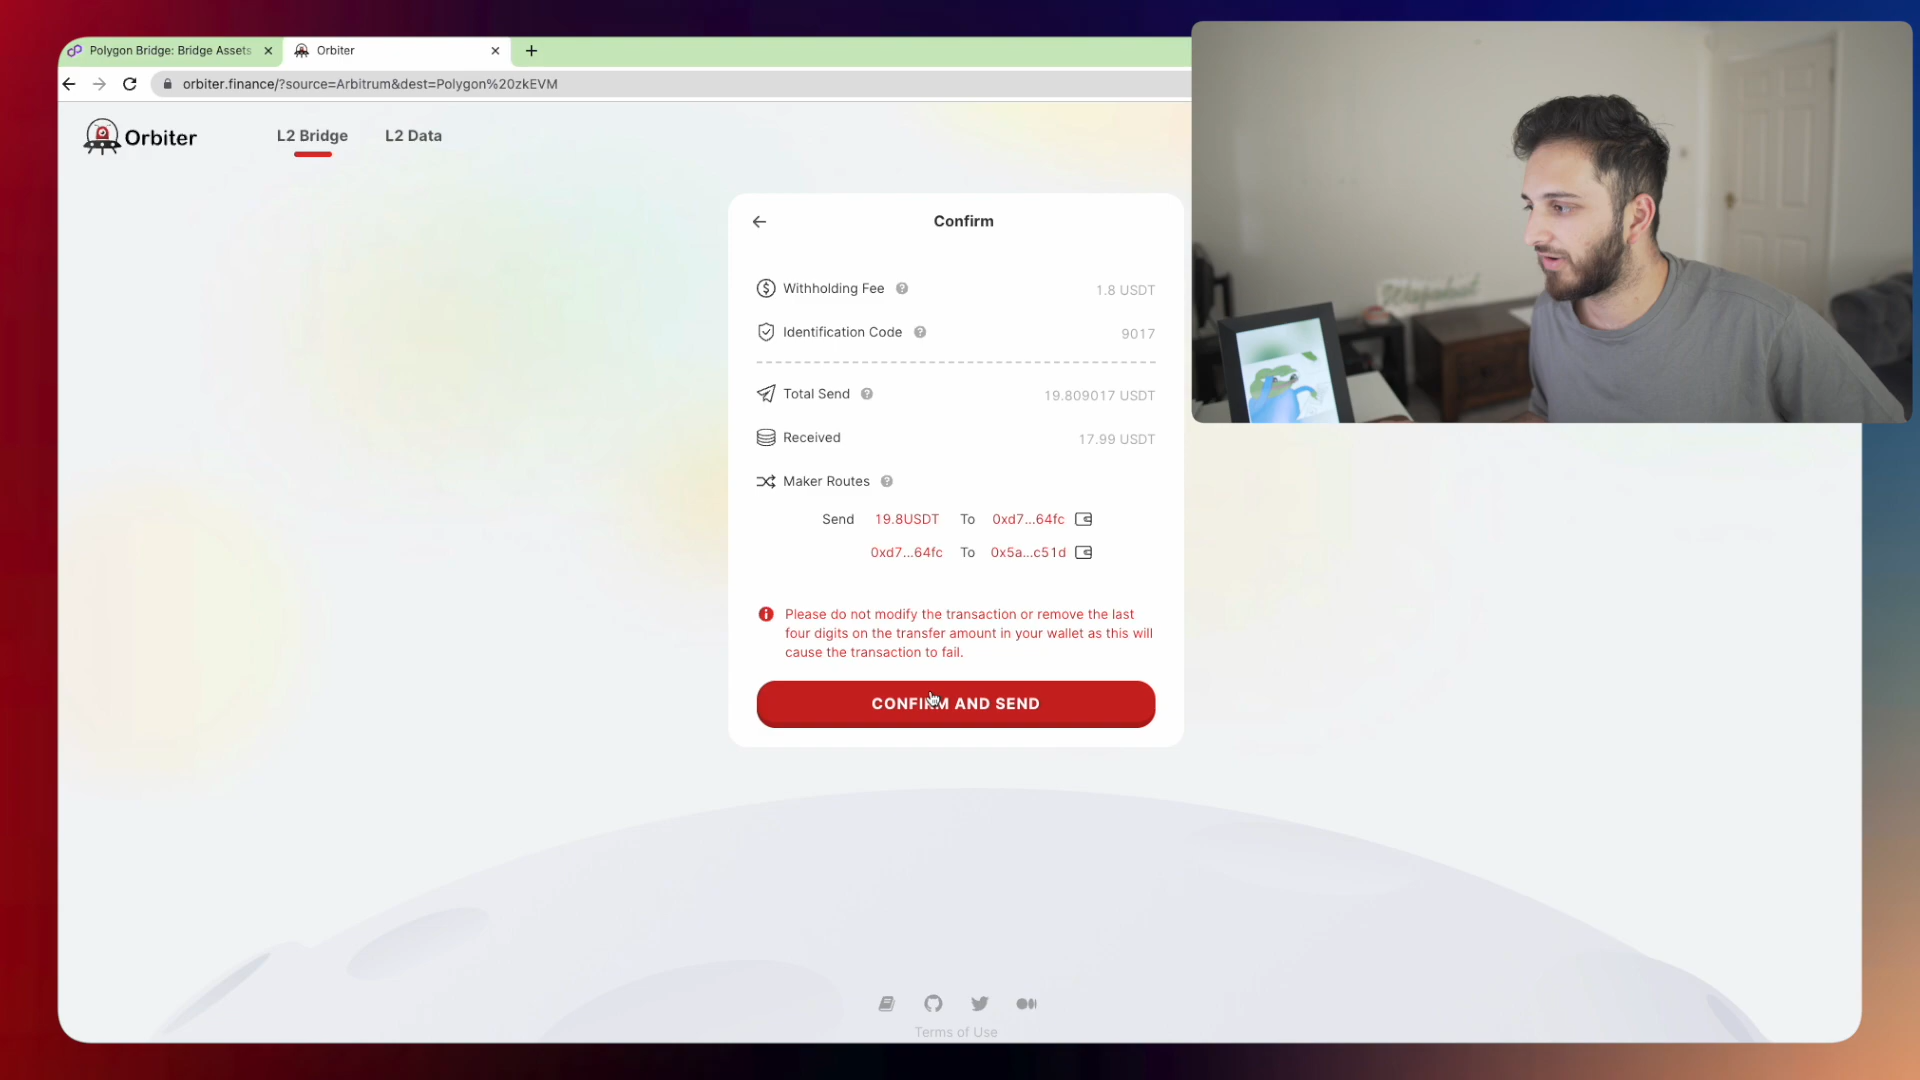 Polygon Bridge: Bridge Assets
Orbiter
orbiter.finance/?source=Arbitrum&dest=Polygon%20zkEVM
Orbiter
L2 Bridge
L2 Data
Confirm
Withholding Fee
1.8 USDT
Identification Code
9017
Total Send
19.809017 USDT
Received
17.99 USDT
Maker Routes
Send 19.8USDT To 0xd7...64fc
0xd7...64fc To 0x5a...c51d
Please do not modify the transaction or remove the last
four digits on the transfer amount in your wallet as this will
cause the transaction to fail.
CONFIRM AND SEND
Terms of Use